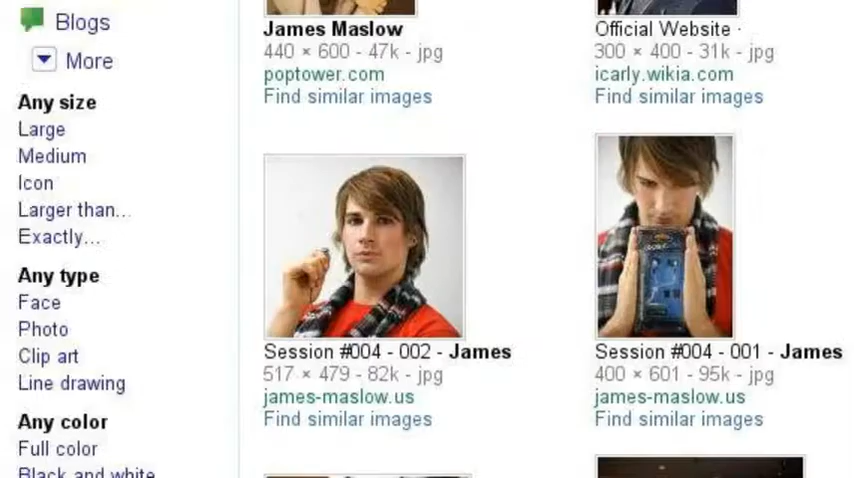 Blogs
More
Any size
Large
Medium
Icon
Larger than...
Exactly...
Any type
Face
Photo
Clip art
Line drawing
Any color
Full color
Black and white
James Maslow
440 × 600 - 47k - jpg
poptower.com
Find similar images
Official Website ·
300 × 400 - 31k - jpg
icarly.wikia.com
Find similar images
Session #004 - 002 - James
517 × 479 - 82k - jpg
james-maslow.us
Find similar images
Session #004 - 001 - James
400 × 601 - 95k - jpg
james-maslow.us
Find similar images